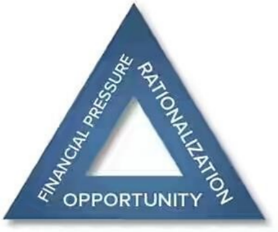 FINANCIAL PRESSURE
RATIONALIZATION
OPPORTUNITY